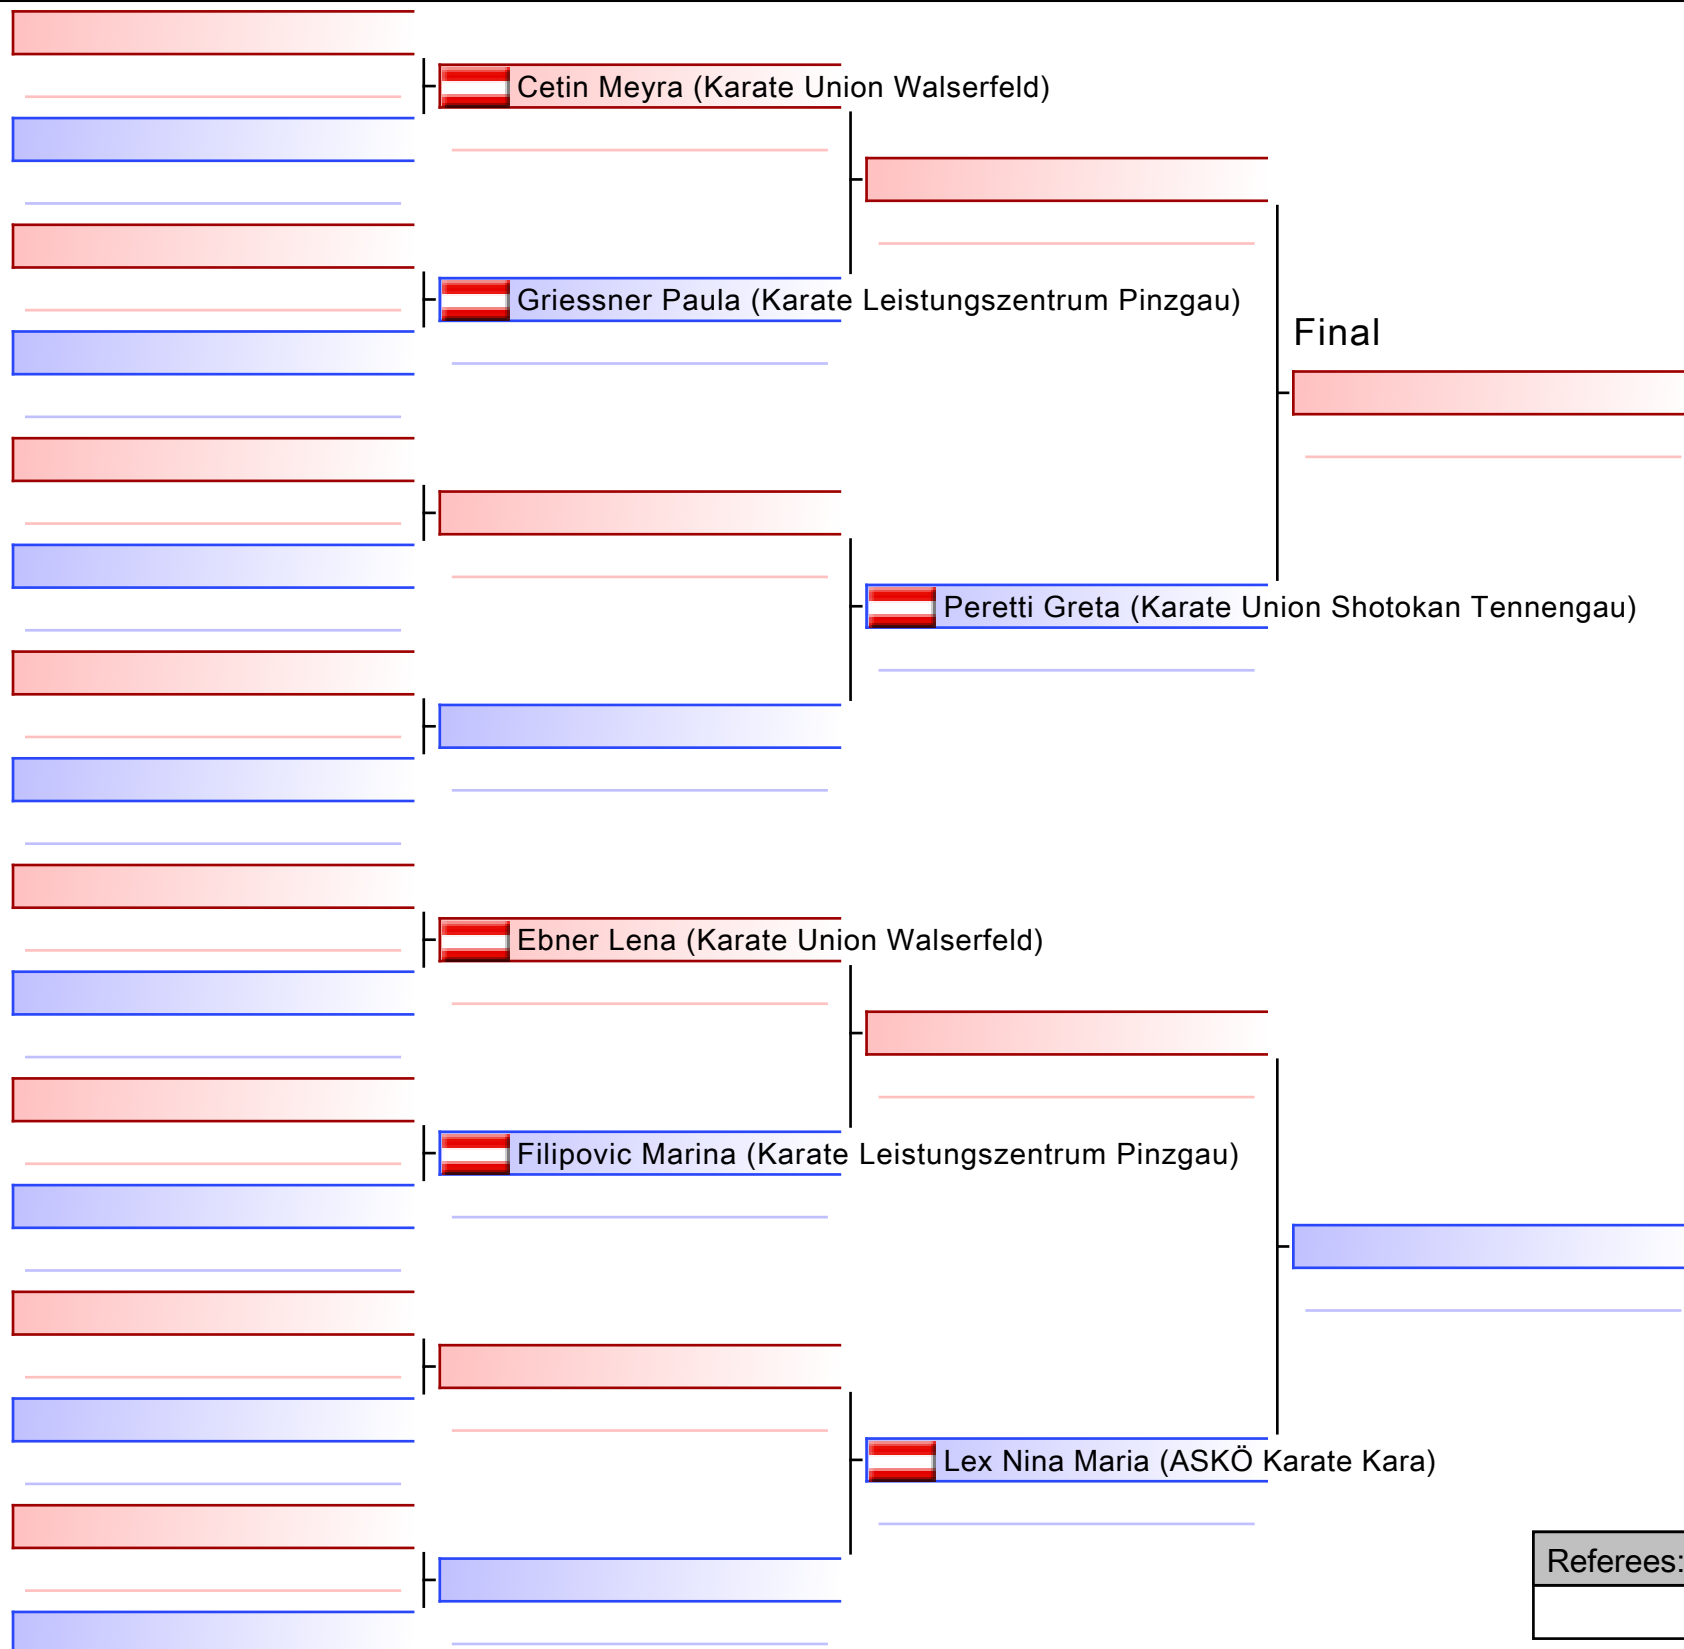 Cetin Meyra (Karate Union Walserfeld)
Griessner Paula (Karate Leistungszentrum Pinzgau)
Final
Peretti Greta (Karate Union Shotokan Tennengau)
Ebner Lena (Karate Union Walserfeld)
Filipovic Marina (Karate Leistungszentrum Pinzgau)
Lex Nina Maria (ASKÖ Karate Kara)
Referees: